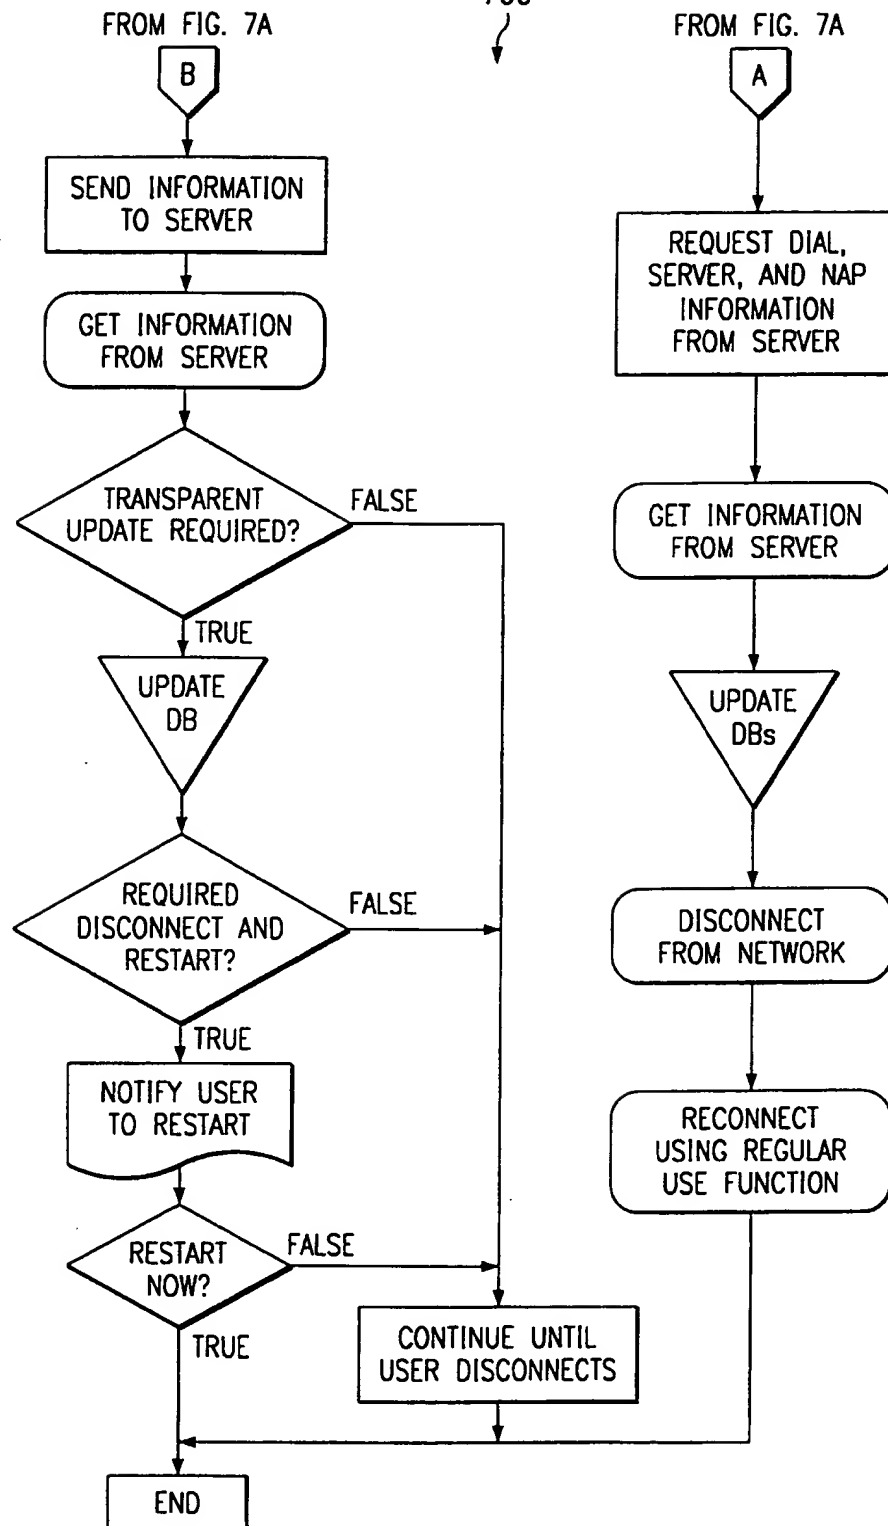 FROM FIG. 7A
B
SEND INFORMATION
TO SERVER
GET INFORMATION
FROM SERVER
TRANSPARENT
UPDATE REQUIRED?
FALSE
TRUE
UPDATE
DB
REQUIRED
DISCONNECT AND
RESTART?
FALSE
TRUE
NOTIFY USER
TO RESTART
RESTART
NOW?
FALSE
TRUE
CONTINUE UNTIL
USER DISCONNECTS
END
FROM FIG. 7A
A
REQUEST DIAL,
SERVER, AND NAP
INFORMATION
FROM SERVER
GET INFORMATION
FROM SERVER
UPDATE
DBs
DISCONNECT
FROM NETWORK
RECONNECT
USING REGULAR
USE FUNCTION